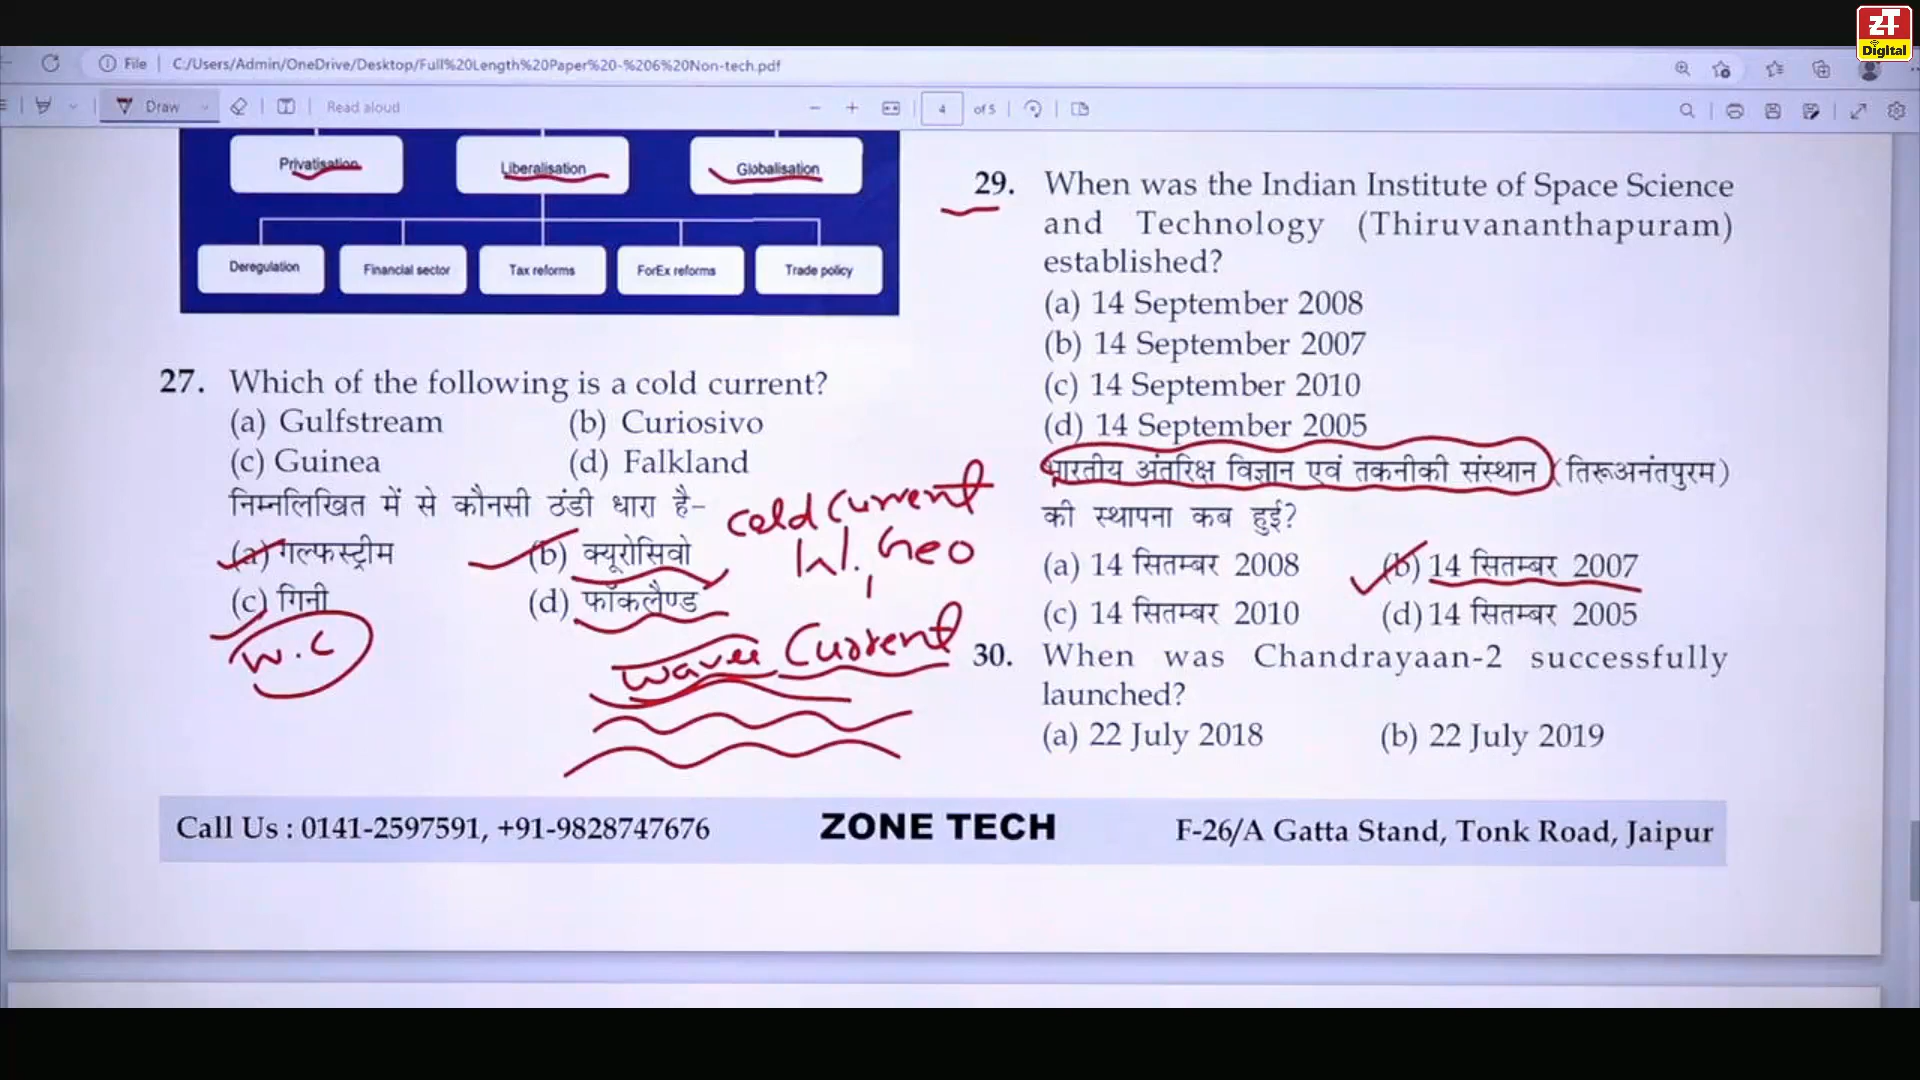 ZT
Digital
File
C:/Users/Admin/OneDrive/Desktop/Full%20Length%20Paper%20-%206%20Non-tech.pdf
Draw
Read aloud
4
of 5
Privatisation
Liberalisation
Globalisation
Deregulation
Financial sector
Tax reforms
ForEx reforms
Trade policy
27. Which of the following is a cold current?
(a) Gulfstream (b) Curiosivo
(c) Guinea (d) Falkland
निम्नलिखित में से कौनसी ठंडी धारा है-
(a) गल्फस्ट्रीम (b) क्यूरोसिवो
(c) गिनी (d) फॉकलैण्ड
W.C
Cold Current
W. Geo
Current
29. When was the Indian Institute of Space Science
and Technology (Thiruvananthapuram)
established?
(a) 14 September 2008
(b) 14 September 2007
(c) 14 September 2010
(d) 14 September 2005
भारतीय अंतरिक्ष विज्ञान एवं तकनीकी संस्थान (तिरूअनंतपुरम)
की स्थापना कब हुई?
(a) 14 सितम्बर 2008 (b) 14 सितम्बर 2007
(c) 14 सितम्बर 2010 (d) 14 सितम्बर 2005
30. When was Chandrayaan-2 successfully
launched?
(a) 22 July 2018 (b) 22 July 2019
Call Us : 0141-2597591, +91-9828747676 ZONE TECH F-26/A Gatta Stand, Tonk Road, Jaipur